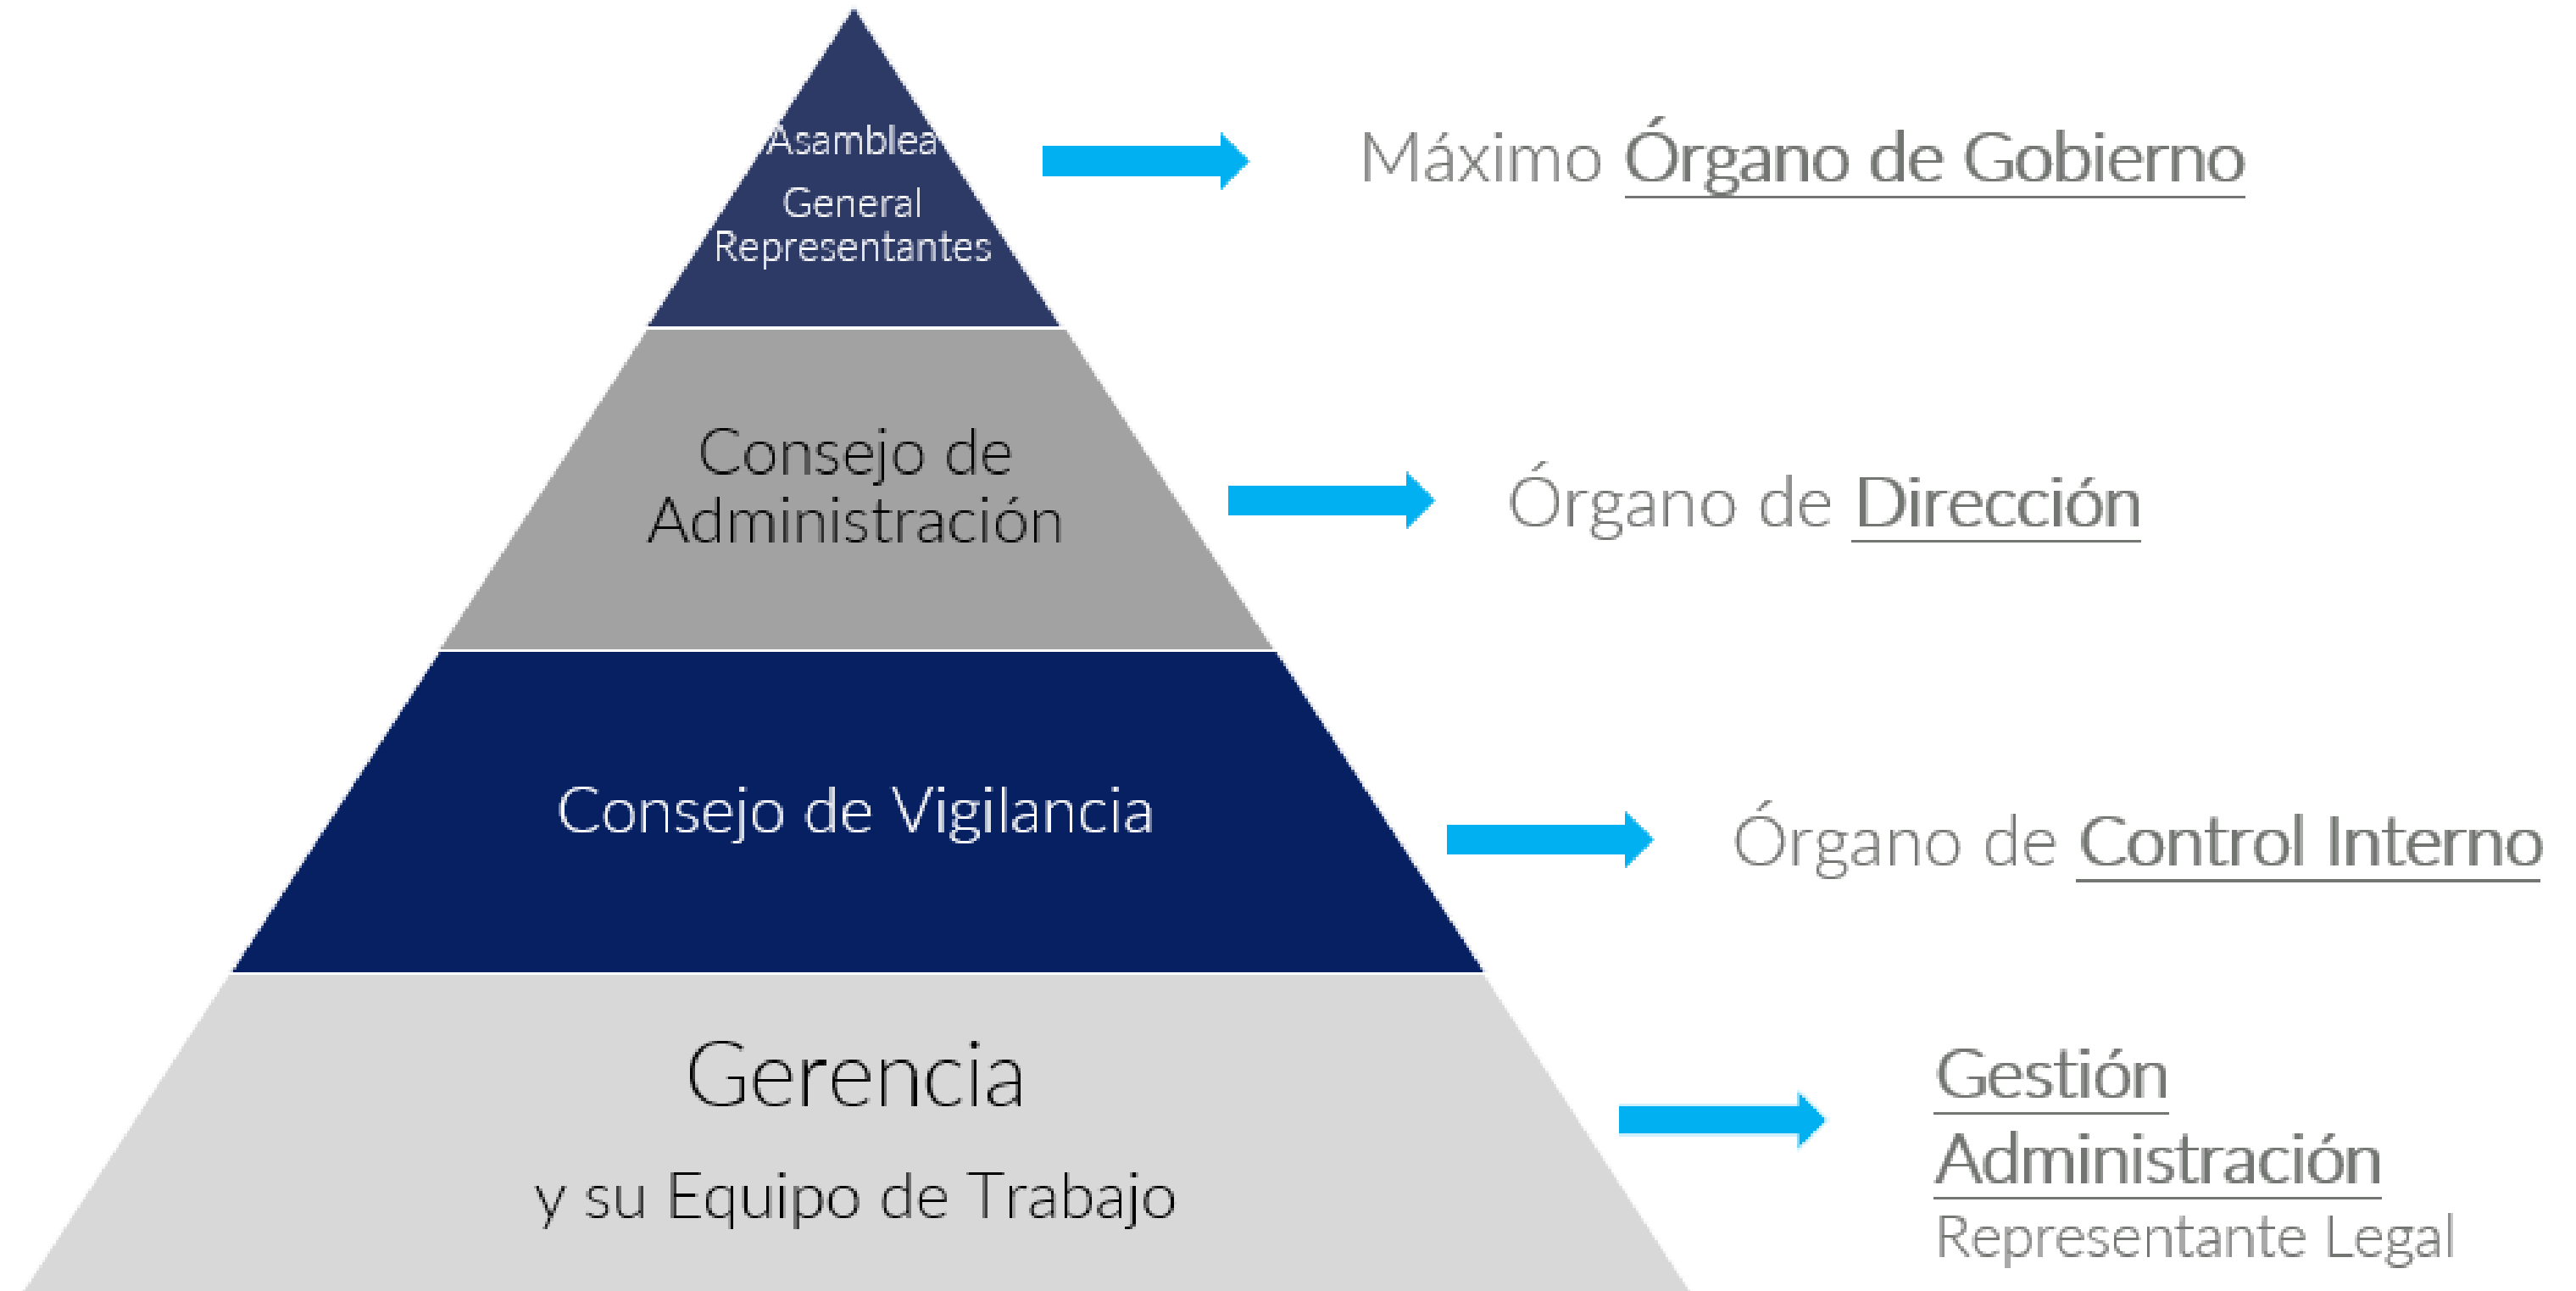 Asamblea
General
Representantes
Máximo Órgano de Gobierno
Consejo de
Administración
Órgano de Dirección
Consejo de Vigilancia
Órgano de Control Interno
Gerencia
y su Equipo de Trabajo
Gestión
Administración
Representante Legal